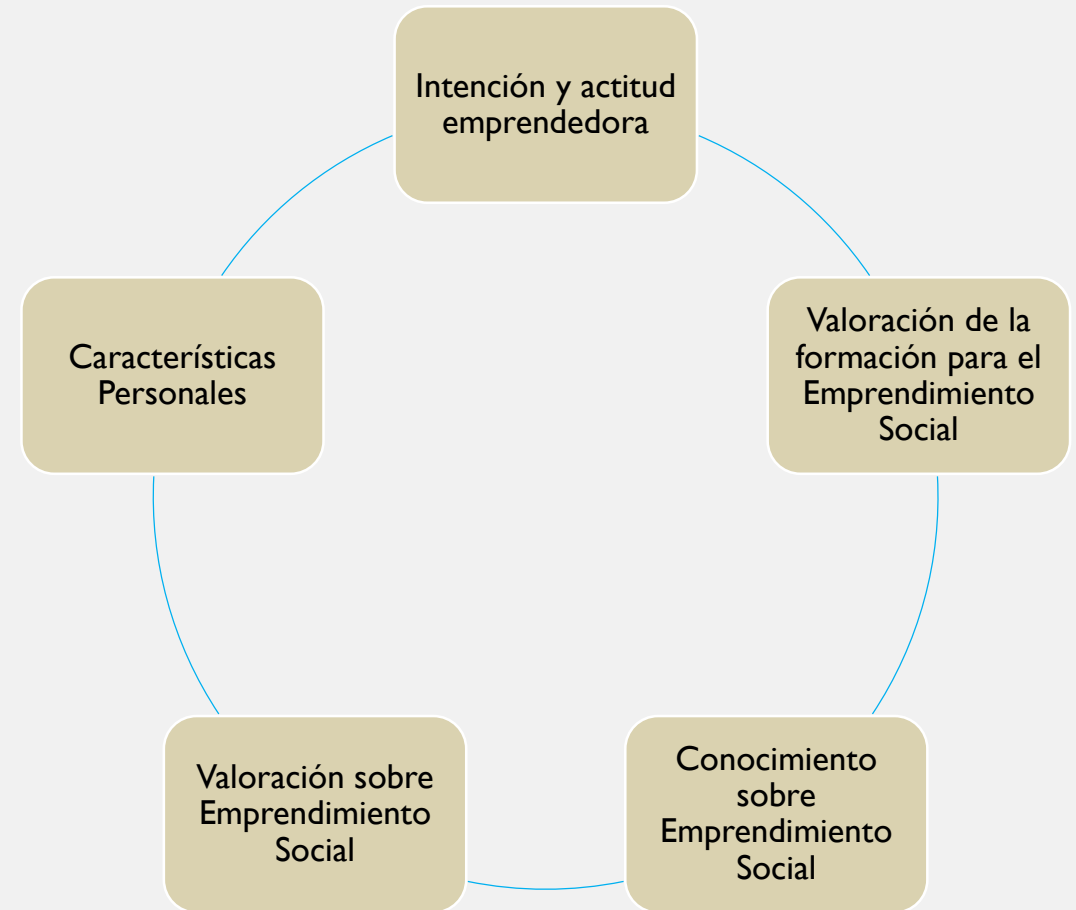 Intención y actitud
emprendedora
Valoración de la
formación para el
Emprendimiento
Social
Conocimiento
sobre
Emprendimiento
Social
Valoración sobre
Emprendimiento
Social
Características
Personales